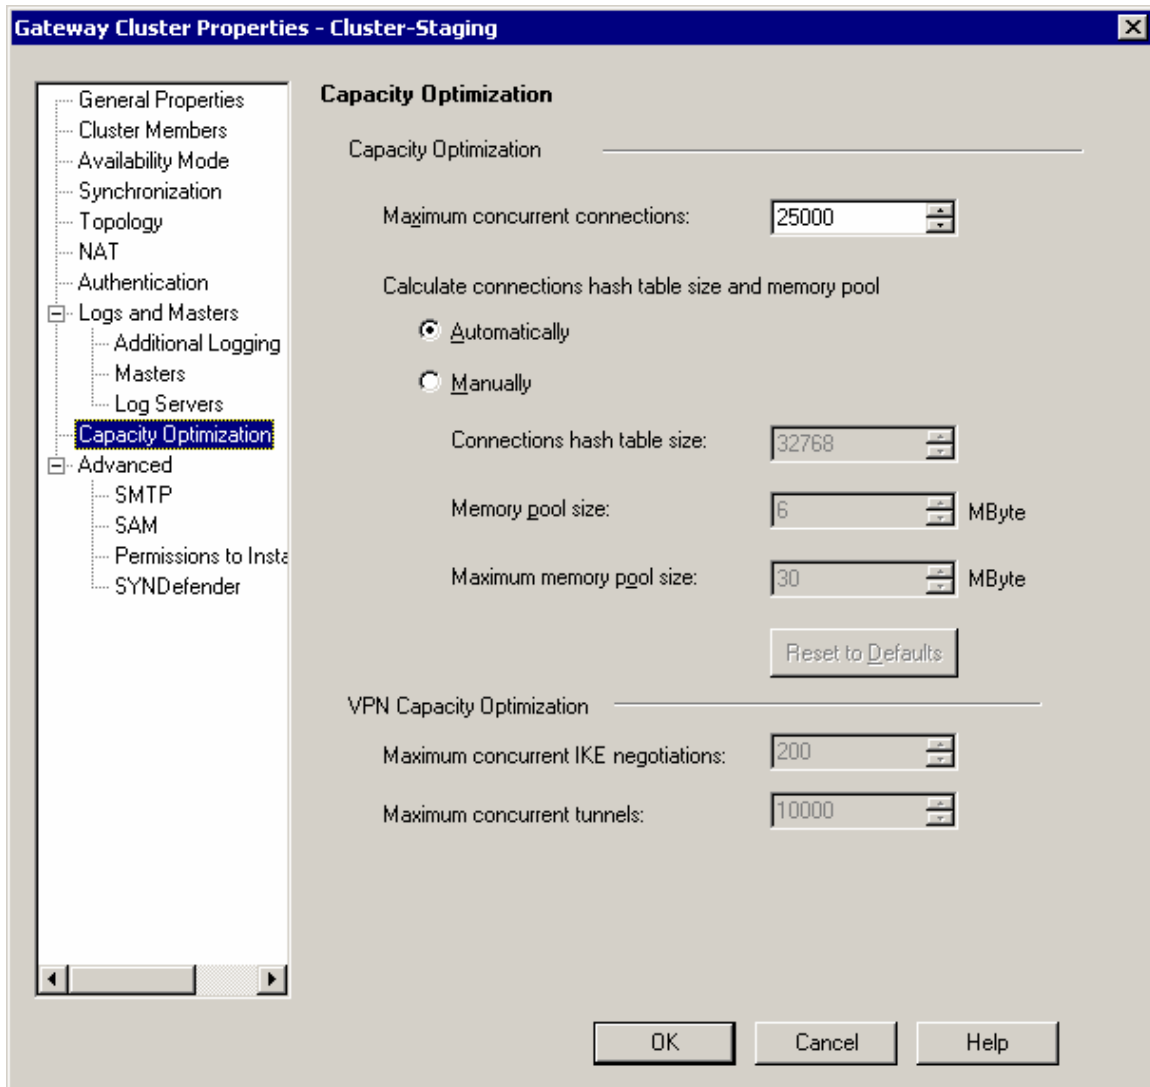 Gateway Cluster Properties - Cluster-Staging
General Properties
Cluster Members
Availability Mode
Synchronization
Topology
NAT
Authentication
Logs and Masters
Additional Logging
Masters
Log Servers
Capacity Optimization
Advanced
SMTP
SAM
Permissions to Insta
SYNDefender
Capacity Optimization
Capacity Optimization
Maximum concurrent connections: 25000
Calculate connections hash table size and memory pool
Automatically
Manually
Connections hash table size: 32768
Memory pool size: 6 MByte
Maximum memory pool size: 30 MByte
Reset to Defaults
VPN Capacity Optimization
Maximum concurrent IKE negotiations: 200
Maximum concurrent tunnels: 10000
OK Cancel Help